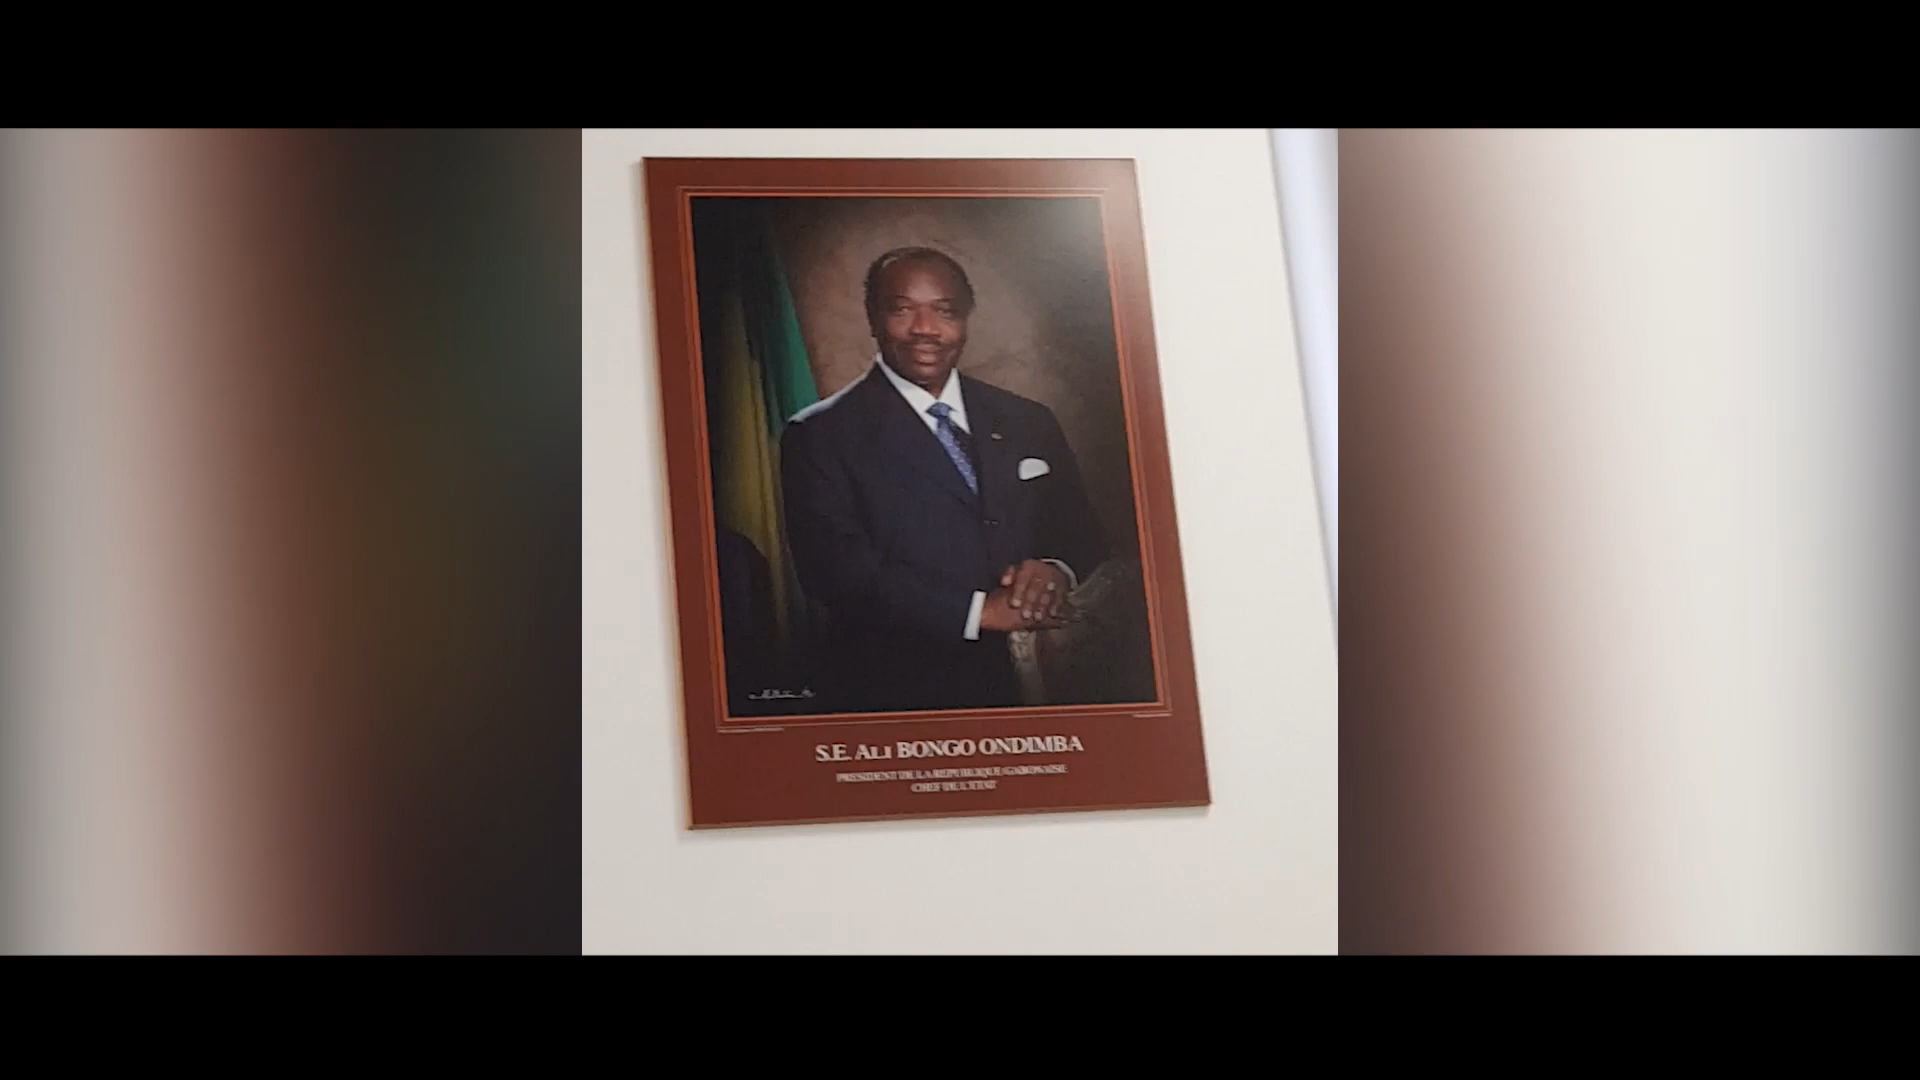 S.E. ALI BONGO ONDIMBA
PRESIDENT DE LA REPUBLIQUE GABONAISE
CHEF DE L'ETAT